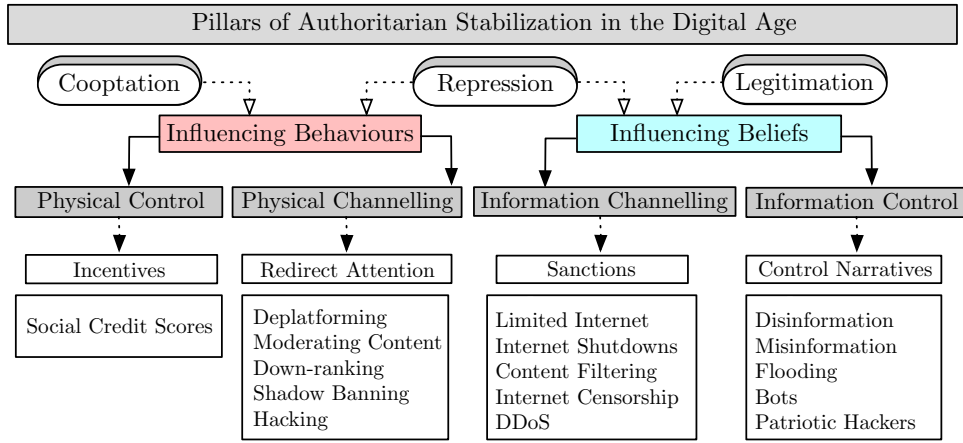 Pillars of Authoritarian Stabilization in the Digital Age
Cooptation
Repression
Legitimation
Influencing Behaviours
Influencing Beliefs
Physical Control
Physical Channelling
Information Channelling
Information Control
Incentives
Redirect Attention
Sanctions
Control Narratives
Social Credit Scores
Deplatforming
Moderating Content
Down-ranking
Shadow Banning
Hacking
Limited Internet
Internet Shutdowns
Content Filtering
Internet Censorship
DDoS
Disinformation
Misinformation
Flooding
Bots
Patriotic Hackers